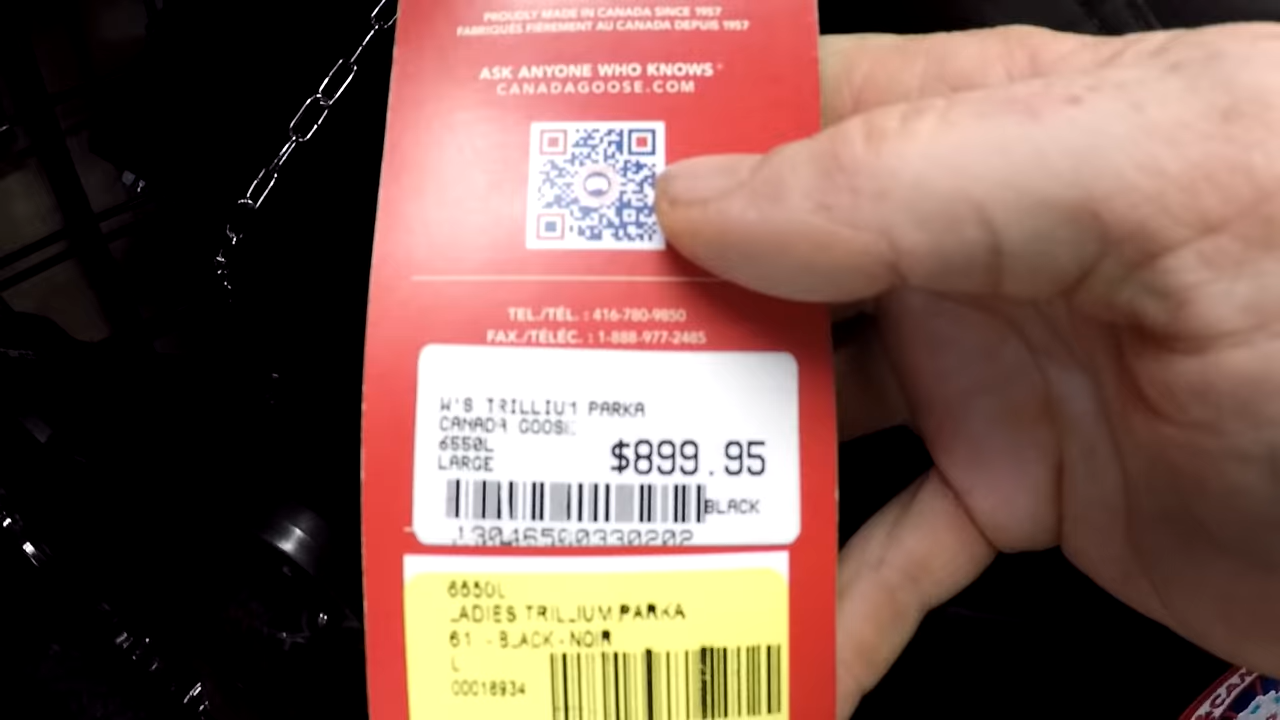 PROUDLY MADE IN CANADA SINCE 1957
FABRIQUÉS FIÈREMENT AU CANADA DEPUIS 1957
ASK ANYONE WHO KNOWS®
CANADAGOOSE.COM
TEL./TÉL. : 416-780-9850
FAX./TÉLÉC. : 1-888-977-2485
W'S TRILLIUM PARKA
CANADA GOOSE
6550L
LARGE
$899.95
BLACK
6550L
LADIES TRILLIUM PARKA
61 - BLACK - NOIR
L
00018934